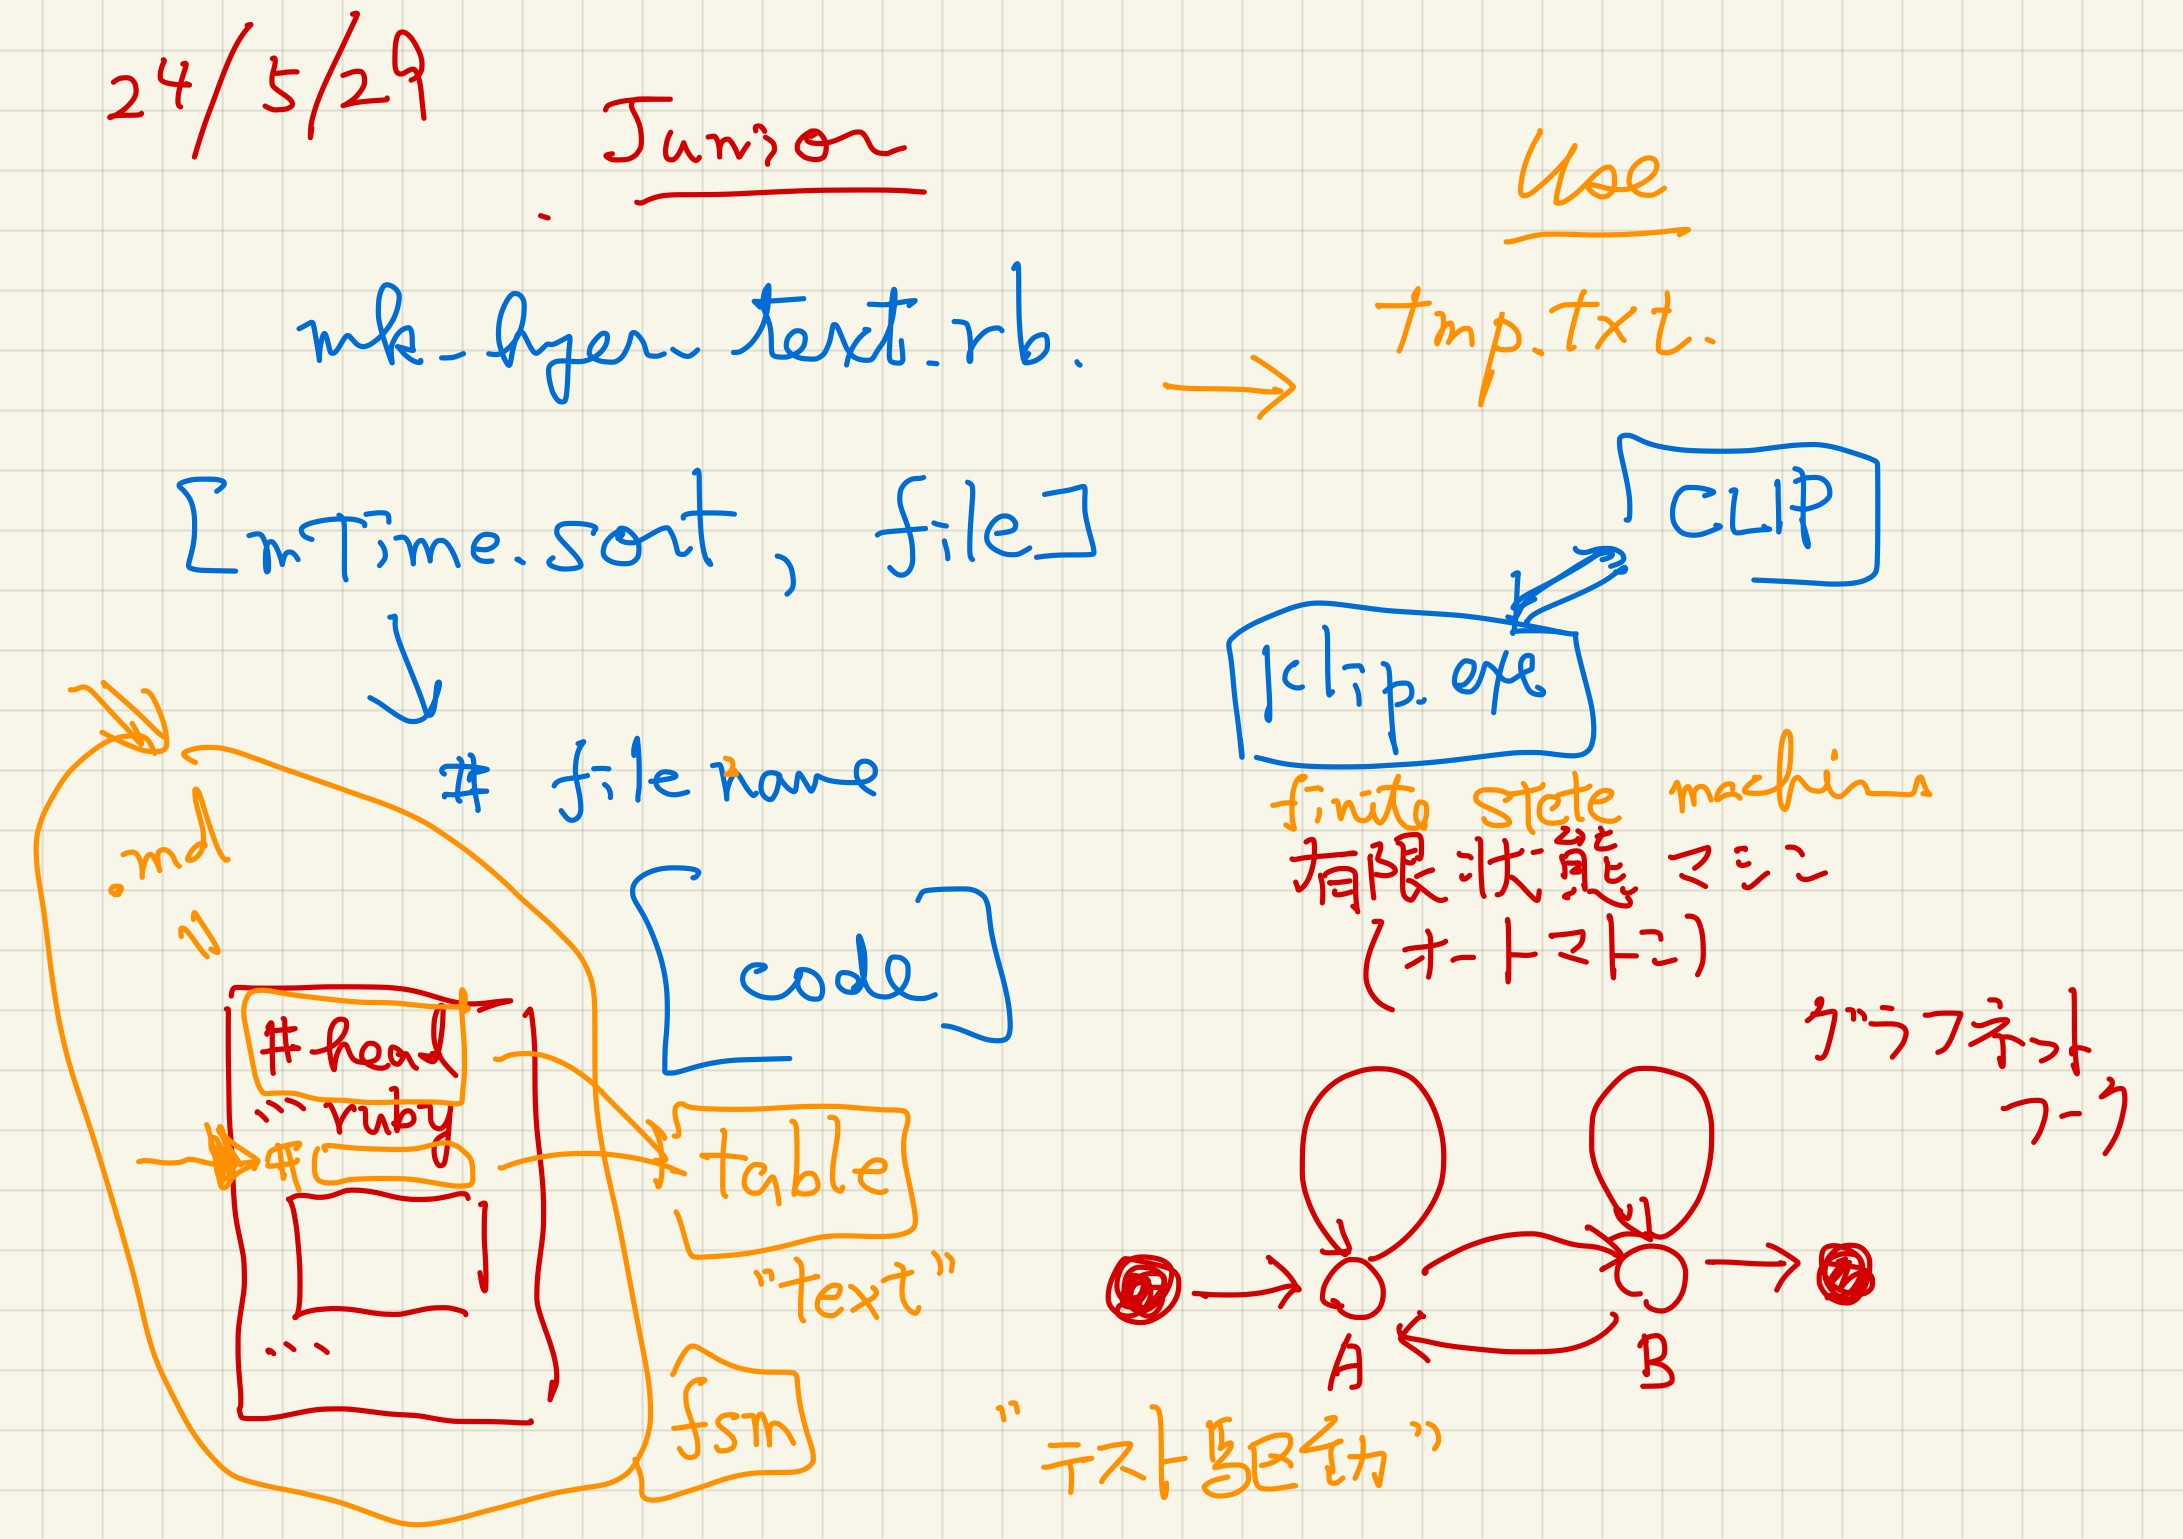 24/5/29
Junior
Use
mk_hgen_text.rb.
→ tmp.txt.
[mTime.sort, file]
CLIP
|clip.exe
# file name
finite state machin
有限状態マシン
(オートマトン)
.md
code
グラフネット
ワーク
# head
``` ruby
#
table
"text"
```
A
B
fsm
"テスト駆動"